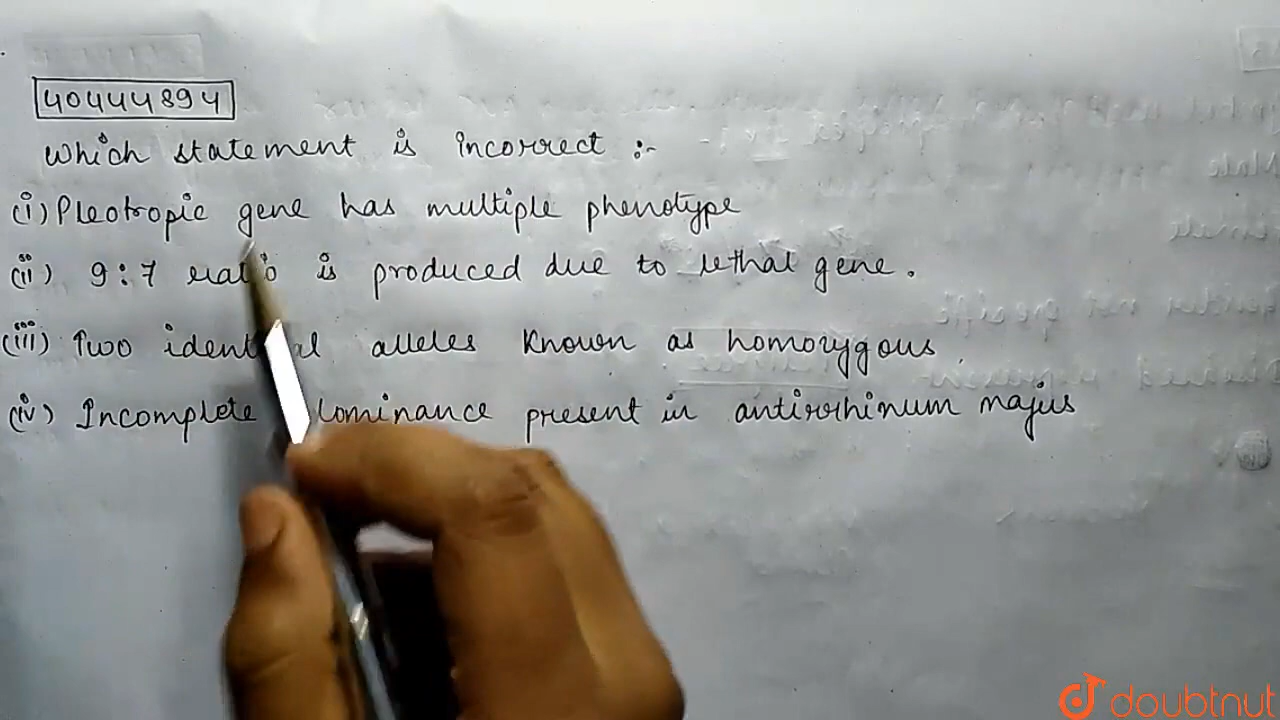 40444894
Which statement is incorrect :-
(i) Pleotropic gene has multiple phenotype
(ii) 9:7 ratio is produced due to lethal gene.
(iii) Two identical alleles known as homozygous.
(iv) Incomplete dominance present in antirrhinum majus
doubtnut